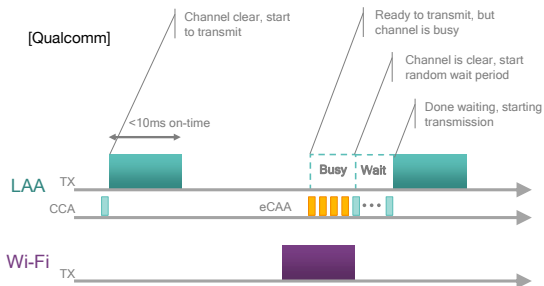 Channel clear, start
to transmit
Ready to transmit, but
channel is busy
[Qualcomm]
Channel is clear, start
random wait period
Done waiting, starting
transmission
<10ms on-time
Busy
Wait
LAA
TX
CCA
eCAA
Wi-Fi
TX